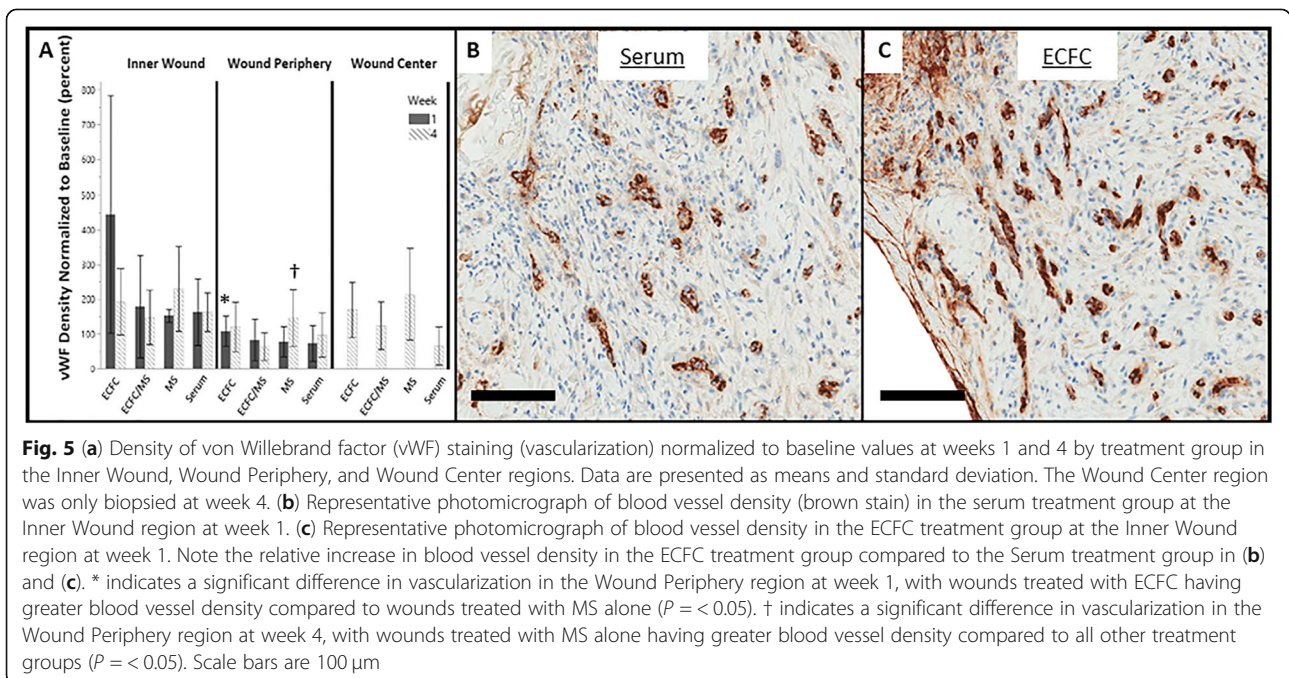 A
Inner Wound Wound Periphery Wound Center
vWF Density Normalized to Baseline (percent)
800
700
600
500
400
300
200
100
0
Week
1
4
*
†
ECFC ECFC/MS MS Serum ECFC ECFC/MS MS Serum ECFC ECFC/MS MS Serum
B
Serum
C
ECFC
Fig. 5 (a) Density of von Willebrand factor (vWF) staining (vascularization) normalized to baseline values at weeks 1 and 4 by treatment group in
the Inner Wound, Wound Periphery, and Wound Center regions. Data are presented as means and standard deviation. The Wound Center region
was only biopsied at week 4. (b) Representative photomicrograph of blood vessel density (brown stain) in the serum treatment group at the
Inner Wound region at week 1. (c) Representative photomicrograph of blood vessel density in the ECFC treatment group at the Inner Wound
region at week 1. Note the relative increase in blood vessel density in the ECFC treatment group compared to the Serum treatment group in (b)
and (c). * indicates a significant difference in vascularization in the Wound Periphery region at week 1, with wounds treated with ECFC having
greater blood vessel density compared to wounds treated with MS alone (P = < 0.05). † indicates a significant difference in vascularization in the
Wound Periphery region at week 4, with wounds treated with MS alone having greater blood vessel density compared to all other treatment
groups (P = < 0.05). Scale bars are 100 μm